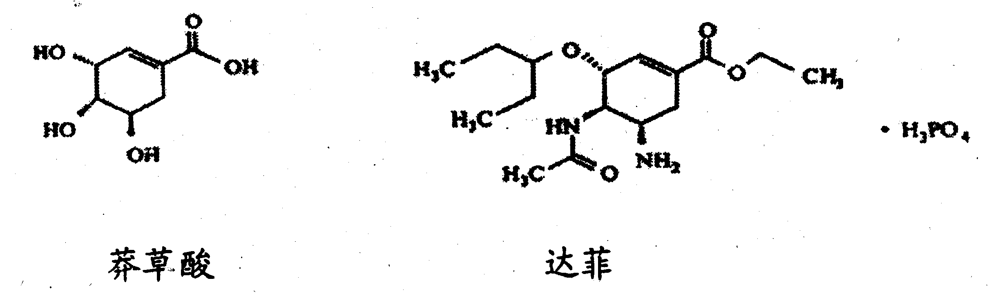 O
HO
OH
HO
OH
O
O
H₃C
O
CH₃
H₃C
HN
• H₃PO₄
NH₂
H₃C
O
莽草酸 达菲